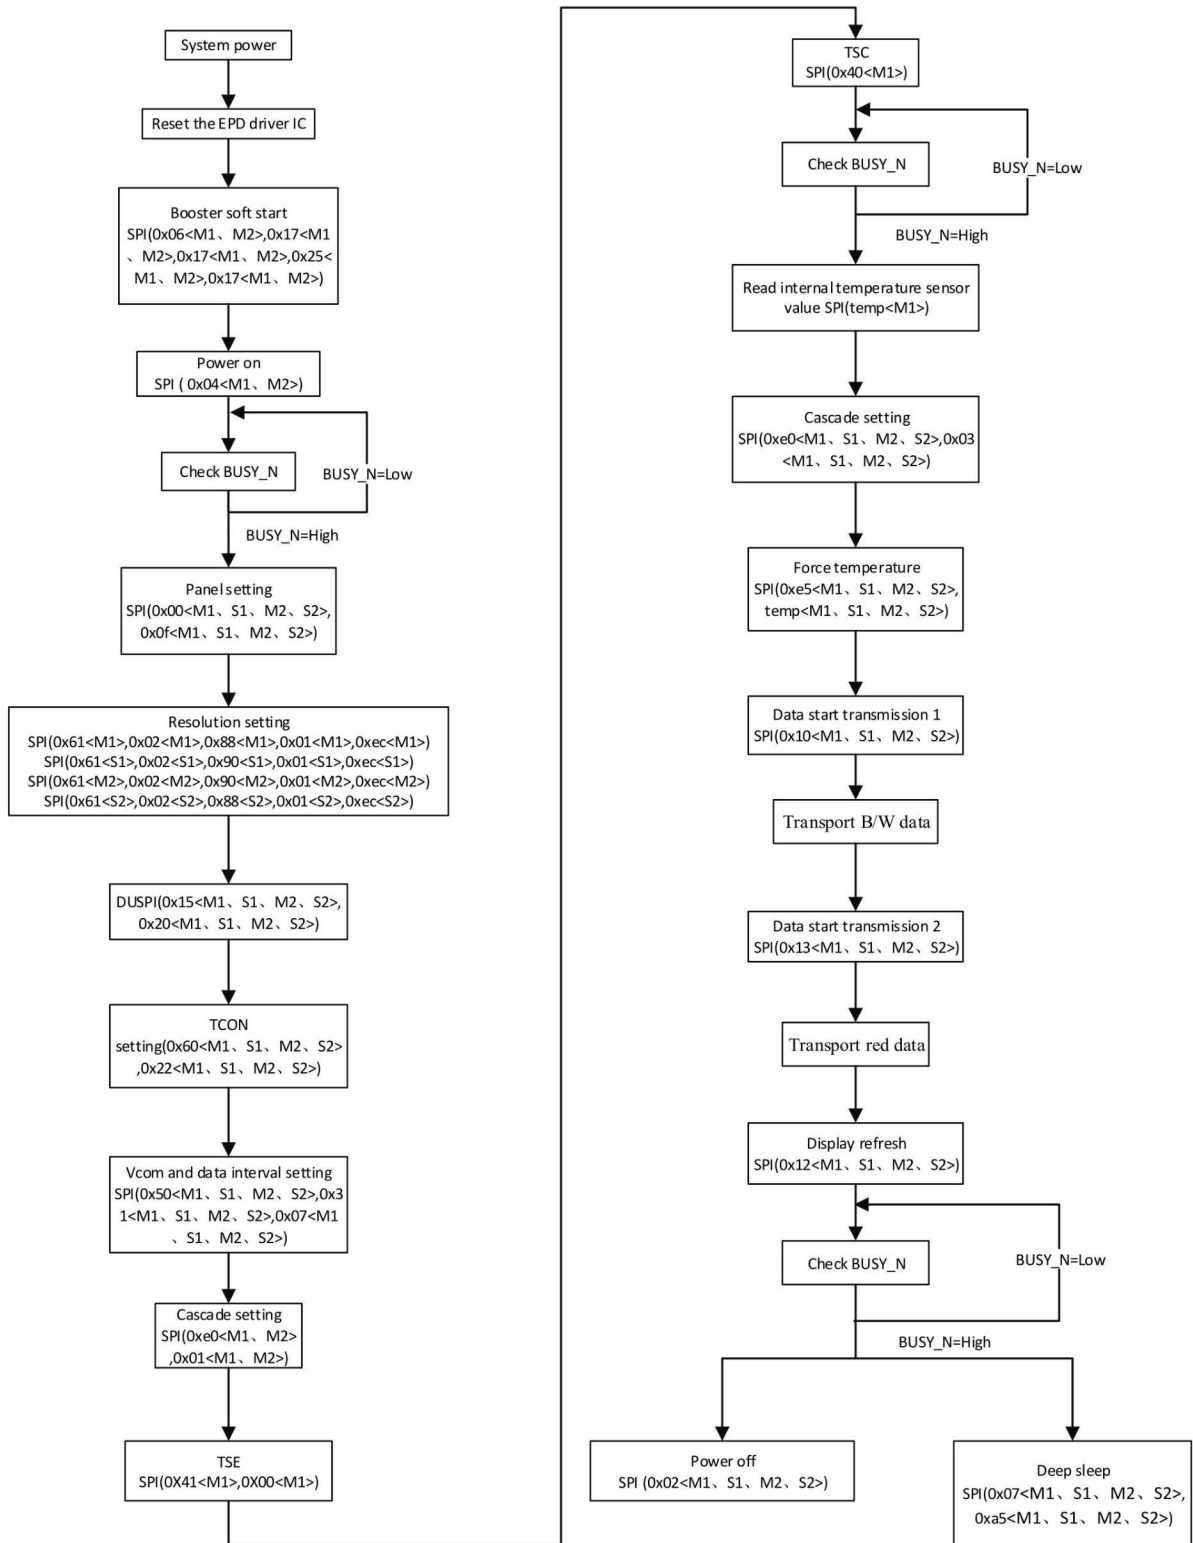 System power
Reset the EPD driver IC
Booster soft start
SPI(0x06<M1、M2>,0x17<M1
、M2>,0x17<M1、M2>,0x25<
M1、M2>,0x17<M1、M2>)
Power on
SPI ( 0x04<M1、M2>)
Check BUSY_N
BUSY_N=Low
BUSY_N=High
Panel setting
SPI(0x00<M1、S1、M2、S2>,
0x0f<M1、S1、M2、S2>)
Resolution setting
SPI(0x61<M1>,0x02<M1>,0x88<M1>,0x01<M1>,0xec<M1>)
SPI(0x61<S1>,0x02<S1>,0x90<S1>,0x01<S1>,0xec<S1>)
SPI(0x61<M2>,0x02<M2>,0x90<M2>,0x01<M2>,0xec<M2>)
SPI(0x61<S2>,0x02<S2>,0x88<S2>,0x01<S2>,0xec<S2>)
DUSPI(0x15<M1、S1、M2、S2>,
0x20<M1、S1、M2、S2>)
TCON
setting(0x60<M1、S1、M2、S2>
,0x22<M1、S1、M2、S2>)
Vcom and data interval setting
SPI(0x50<M1、S1、M2、S2>,0x3
1<M1、S1、M2、S2>,0x07<M1
、S1、M2、S2>)
Cascade setting
SPI(0xe0<M1、M2>
,0x01<M1、M2>)
TSE
SPI(0X41<M1>,0X00<M1>)
TSC
SPI(0x40<M1>)
Check BUSY_N
BUSY_N=Low
BUSY_N=High
Read internal temperature sensor
value SPI(temp<M1>)
Cascade setting
SPI(0xe0<M1、S1、M2、S2>,0x03
<M1、S1、M2、S2>)
Force temperature
SPI(0xe5<M1、S1、M2、S2>,
temp<M1、S1、M2、S2>)
Data start transmission 1
SPI(0x10<M1、S1、M2、S2>)
Transport B/W data
Data start transmission 2
SPI(0x13<M1、S1、M2、S2>)
Transport red data
Display refresh
SPI(0x12<M1、S1、M2、S2>)
Check BUSY_N
BUSY_N=Low
BUSY_N=High
Power off
SPI (0x02<M1、S1、M2、S2>)
Deep sleep
SPI(0x07<M1、S1、M2、S2>,
0xa5<M1、S1、M2、S2>)